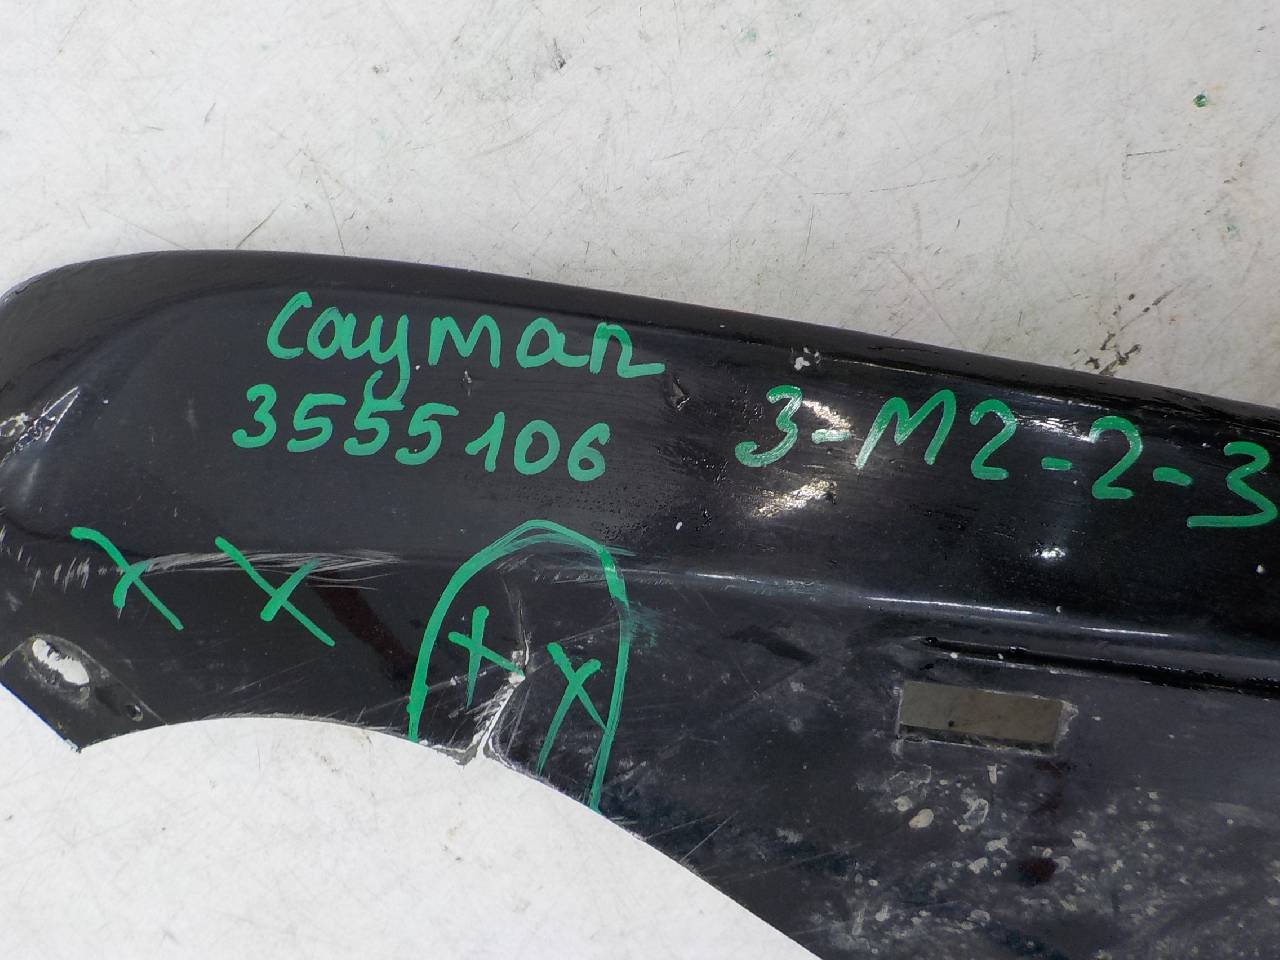 Cayman
3555106
3-M2-2-3
X X
X X